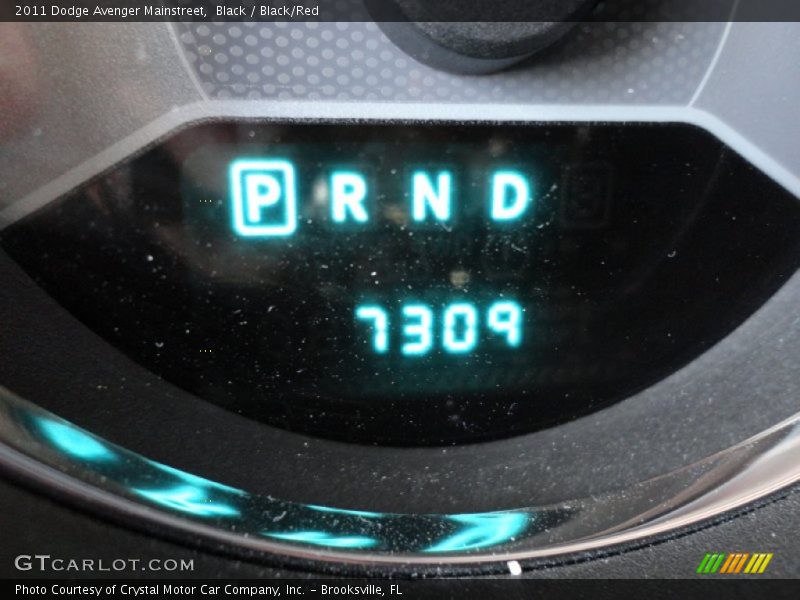 2011 Dodge Avenger Mainstreet, Black / Black/Red
P R N D
7309
GTCARLOT.COM
Photo Courtesy of Crystal Motor Car Company, Inc. - Brooksville, FL